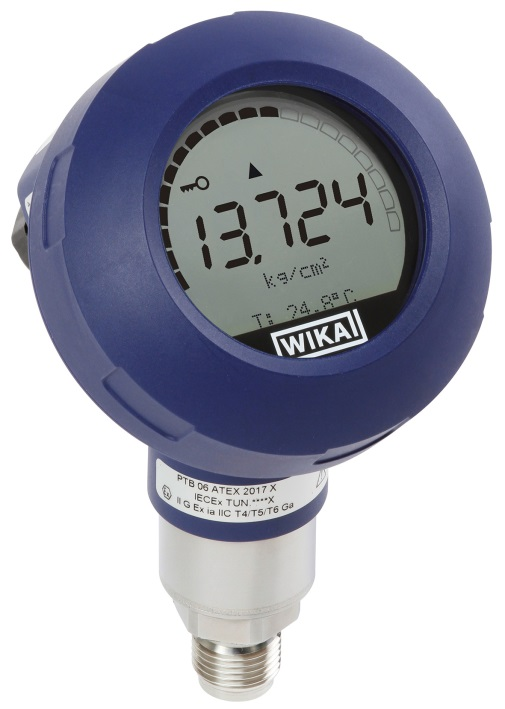 13.724
kg/cm²
T: 24.8°C
WIKA
PTB 06 ATEX 2017 X
IECEx TUN.****X
II G Ex ia IIC T4/T5/T6 Ga